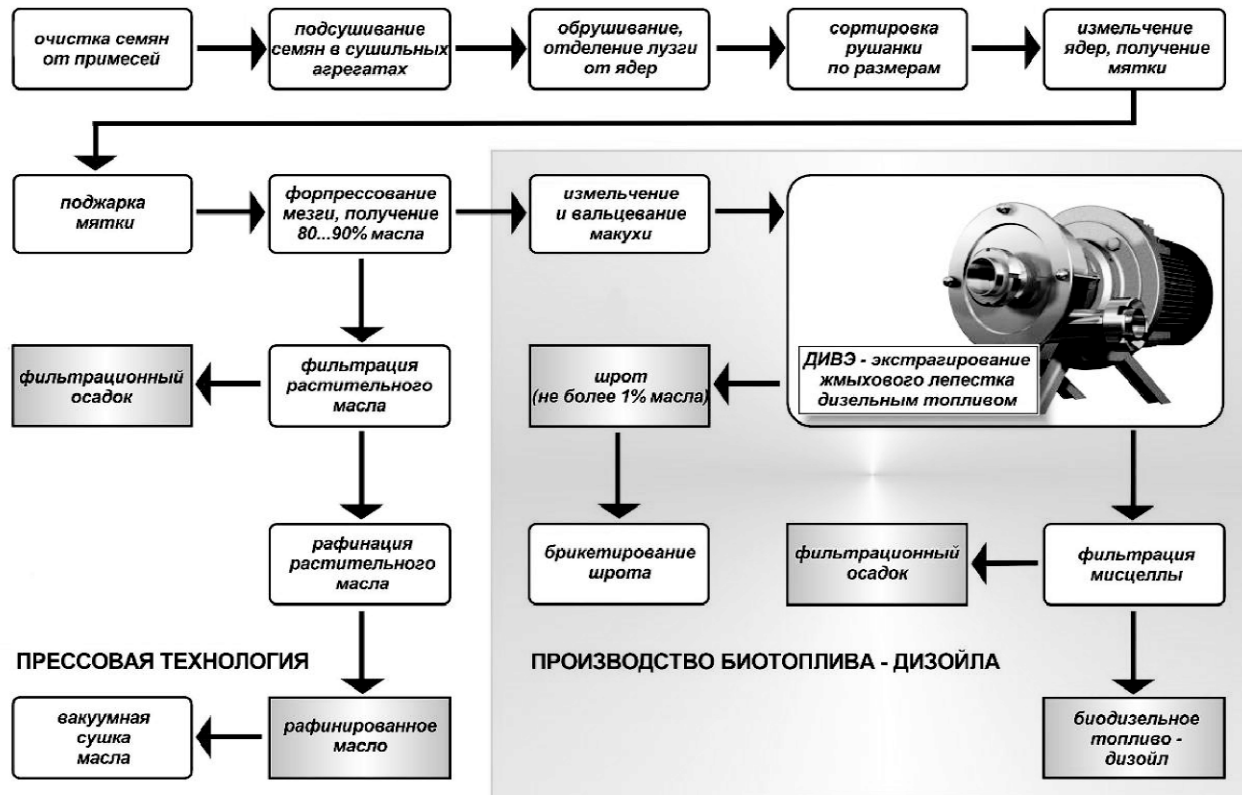 очистка семян
от примесей
подсушивание
семян в сушильных
агрегатах
обрушивание,
отделение лузги
от ядер
сортировка
рушанки
по размерам
измельчение
ядер, получение
мятки
поджарка
мятки
форпрессование
мезги, получение
80...90% масла
измельчение
и вальцевание
макухи
ДИВЭ - экстрагирование
жмыхового лепестка
дизельным топливом
фильтрационный
осадок
фильтрация
растительного
масла
шрот
(не более 1% масла)
рафинация
растительного
масла
брикетирование
шрота
фильтрационный
осадок
фильтрация
мисцеллы
ПРЕССОВАЯ ТЕХНОЛОГИЯ
ПРОИЗВОДСТВО БИОТОПЛИВА - ДИЗОЙЛА
вакуумная
сушка
масла
рафинированное
масло
биодизельное
топливо -
дизойл